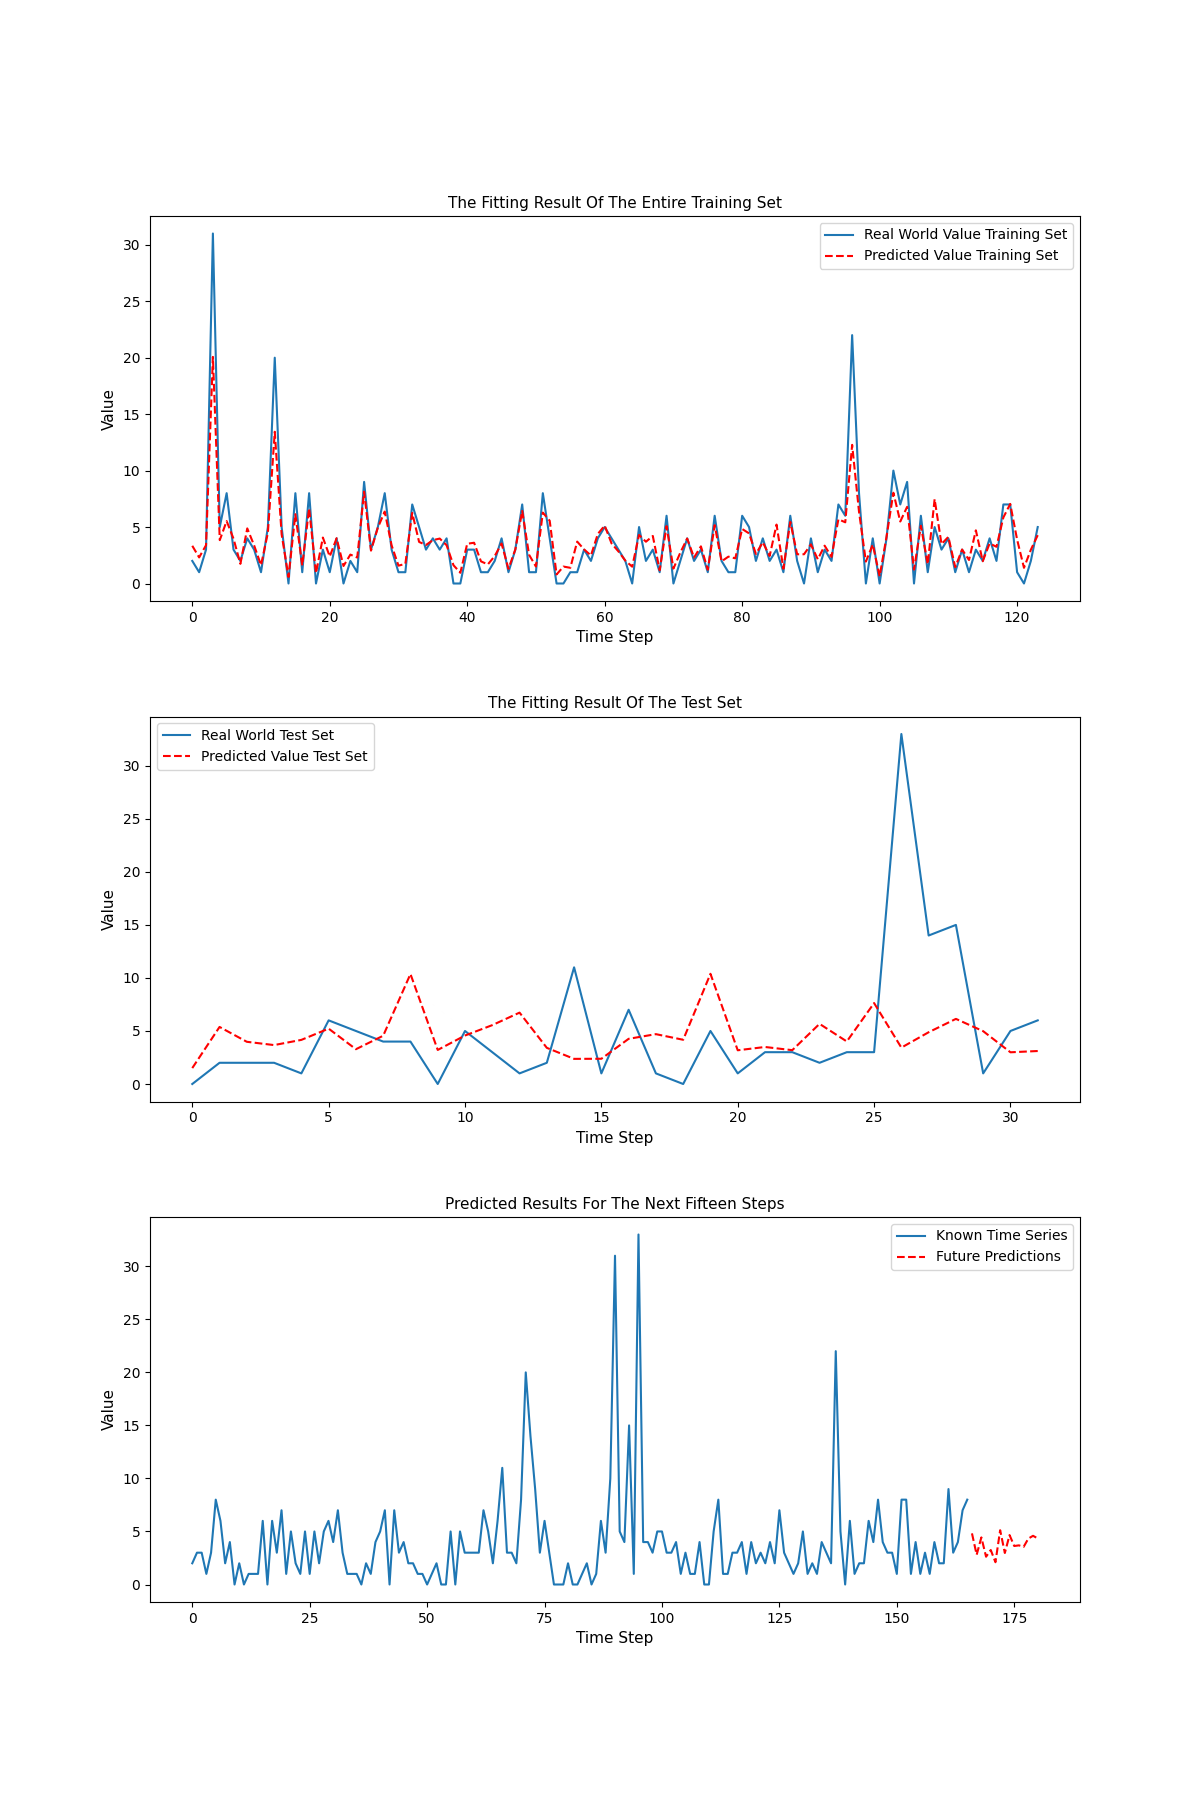 The Fitting Result Of The Entire Training Set
Real World Value Training Set
Predicted Value Training Set
Value
30
25
20
15
10
5
0
0 20 40 60 80 100 120
Time Step
The Fitting Result Of The Test Set
Real World Test Set
Predicted Value Test Set
Value
30
25
20
15
10
5
0
0 5 10 15 20 25 30
Time Step
Predicted Results For The Next Fifteen Steps
Known Time Series
Future Predictions
Value
30
25
20
15
10
5
0
0 25 50 75 100 125 150 175
Time Step